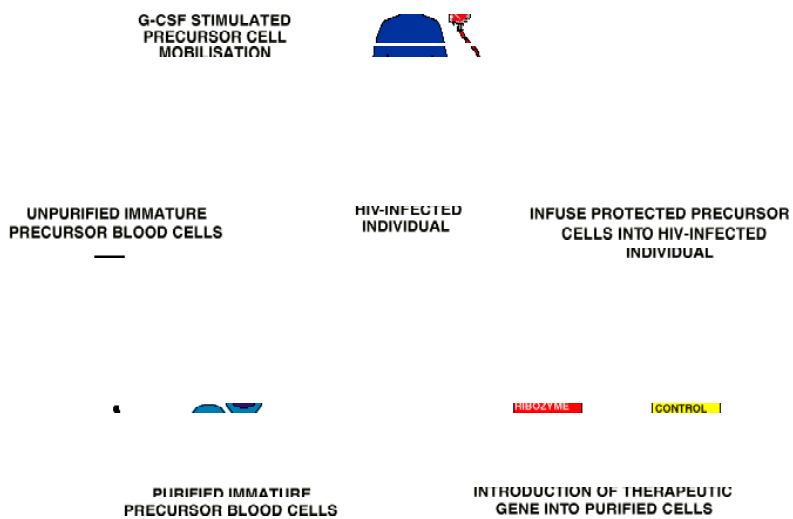 G-CSF STIMULATED
PRECURSOR CELL
MOBILISATION
UNPURIFIED IMMATURE
PRECURSOR BLOOD CELLS
HIV-INFECTED
INDIVIDUAL
INFUSE PROTECTED PRECURSOR
CELLS INTO HIV-INFECTED
INDIVIDUAL
RIBOZYME
CONTROL
PURIFIED IMMATURE
PRECURSOR BLOOD CELLS
INTRODUCTION OF THERAPEUTIC
GENE INTO PURIFIED CELLS